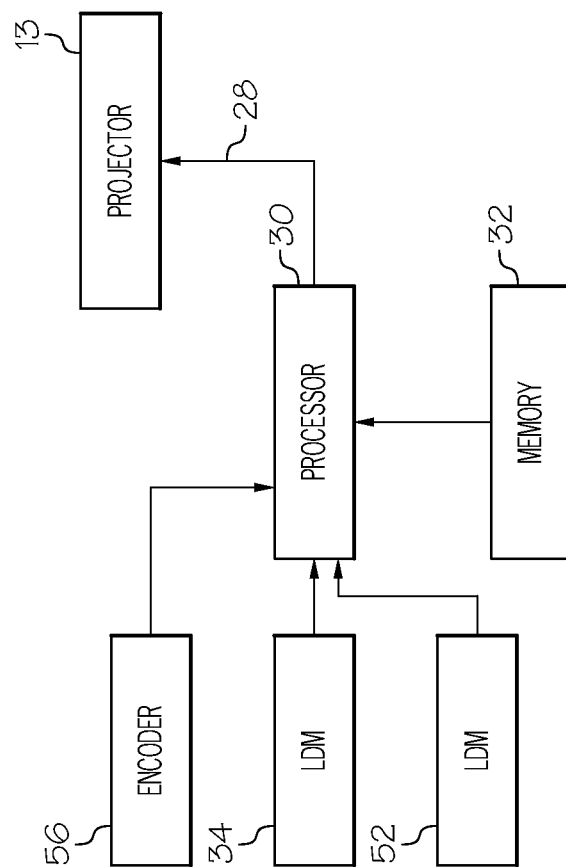 13
PROJECTOR
56
ENCODER
28
34
LDM
30
PROCESSOR
52
LDM
32
MEMORY